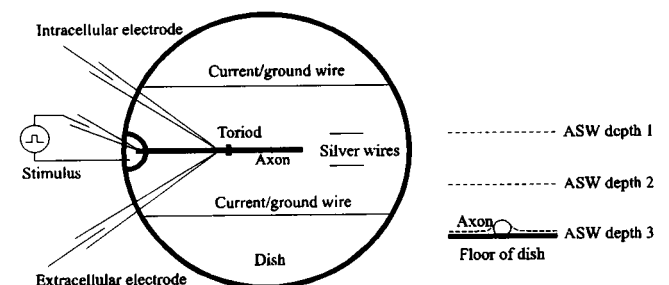 Intracellular electrode
Current/ground wire
Toriod
Axon
Silver wires
Stimulus
Current/ground wire
Dish
Extracellular electrode
ASW depth 1
ASW depth 2
Axon
ASW depth 3
Floor of dish